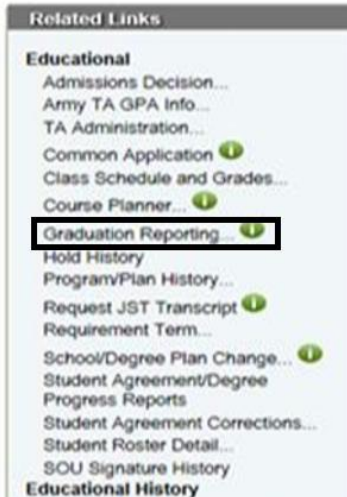 Related Links
Educational
Admissions Decision...
Army TA GPA Info...
TA Administration...
Common Application
Class Schedule and Grades...
Course Planner...
Graduation Reporting...
Hold History
Program/Plan History...
Request JST Transcript
Requirement Term...
School/Degree Plan Change...
Student Agreement/Degree
Progress Reports
Student Agreement Corrections...
Student Roster Detail...
SOU Signature History
Educational History